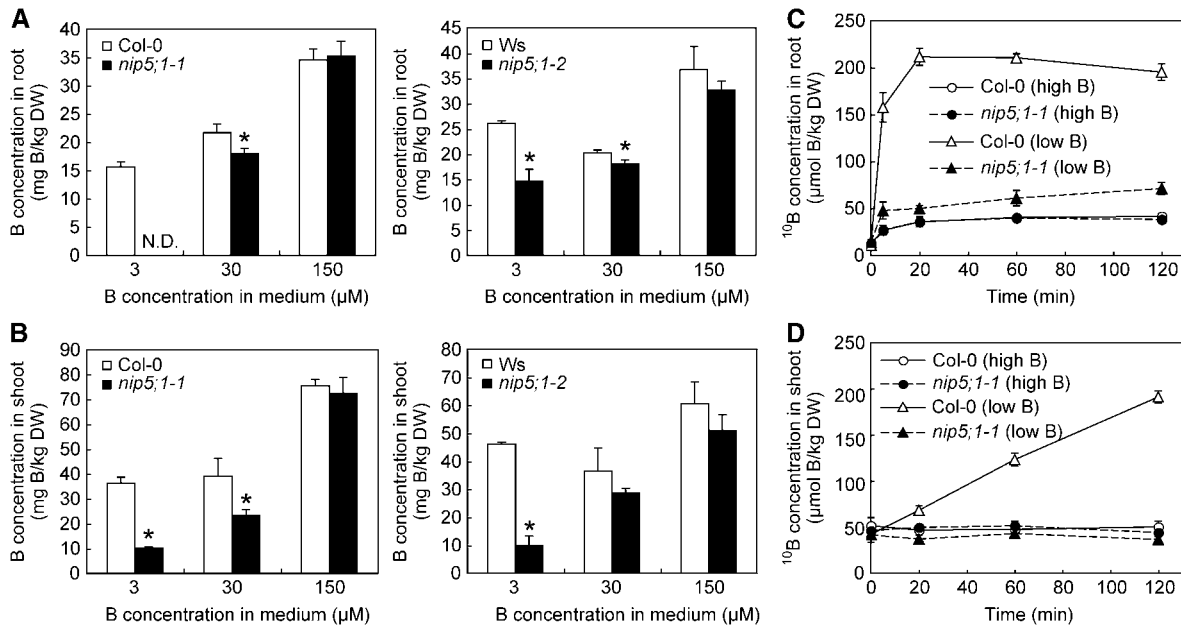 A
B concentration in root
(mg B/kg DW)
40
35
30
25
20
15
10
5
0
Col-0
nip5;1-1
*
N.D.
3 30 150
B concentration in medium (µM)
B concentration in root
(mg B/kg DW)
45
40
35
30
25
20
15
10
5
0
Ws
nip5;1-2
*
*
3 30 150
B concentration in medium (µM)
B
B concentration in shoot
(mg B/kg DW)
90
80
70
60
50
40
30
20
10
0
Col-0
nip5;1-1
*
*
3 30 150
B concentration in medium (µM)
B concentration in shoot
(mg B/kg DW)
80
70
60
50
40
30
20
10
0
Ws
nip5;1-2
*
3 30 150
B concentration in medium (µM)
C
¹⁰B concentration in root
(µmol B/kg DW)
250
200
150
100
50
0
Col-0 (high B)
nip5;1-1 (high B)
Col-0 (low B)
nip5;1-1 (low B)
0 20 40 60 80 100 120
Time (min)
D
¹⁰B concentration in shoot
(µmol B/kg DW)
250
200
150
100
50
0
Col-0 (high B)
nip5;1-1 (high B)
Col-0 (low B)
nip5;1-1 (low B)
0 20 40 60 80 100 120
Time (min)